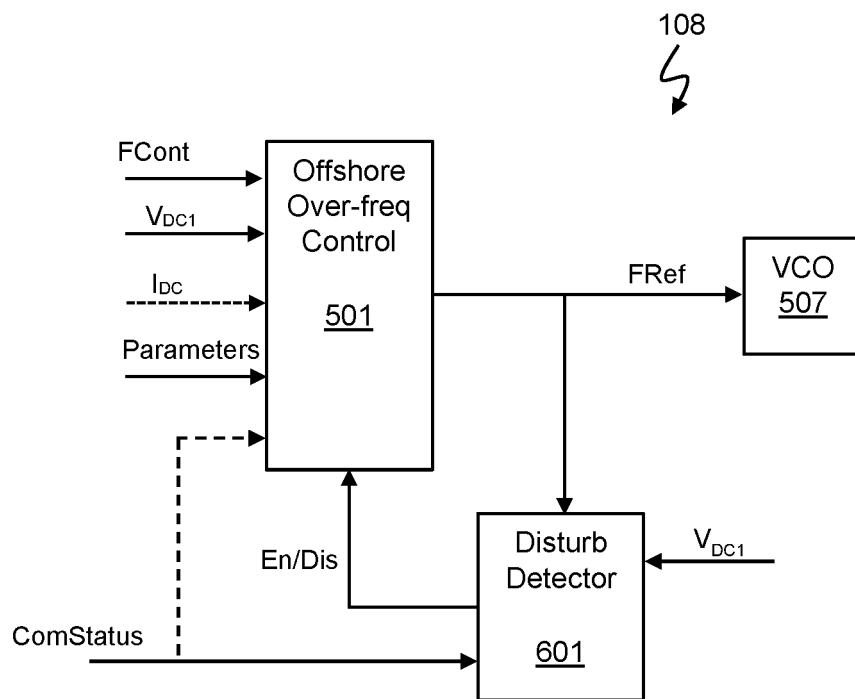 108
FCont
VDC1
IDC
Parameters
Offshore
Over-freq
Control
501
FRef
VCO
507
En/Dis
Disturb
Detector
601
VDC1
ComStatus